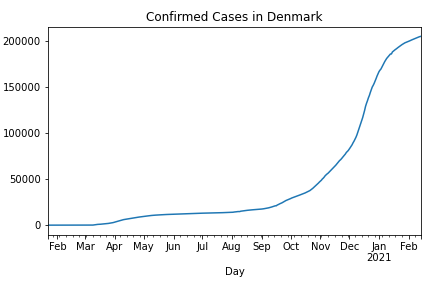 Confirmed Cases in Denmark
200000
150000
100000
50000
0
Feb Mar Apr May Jun Jul Aug Sep Oct Nov Dec Jan Feb
2021
Day